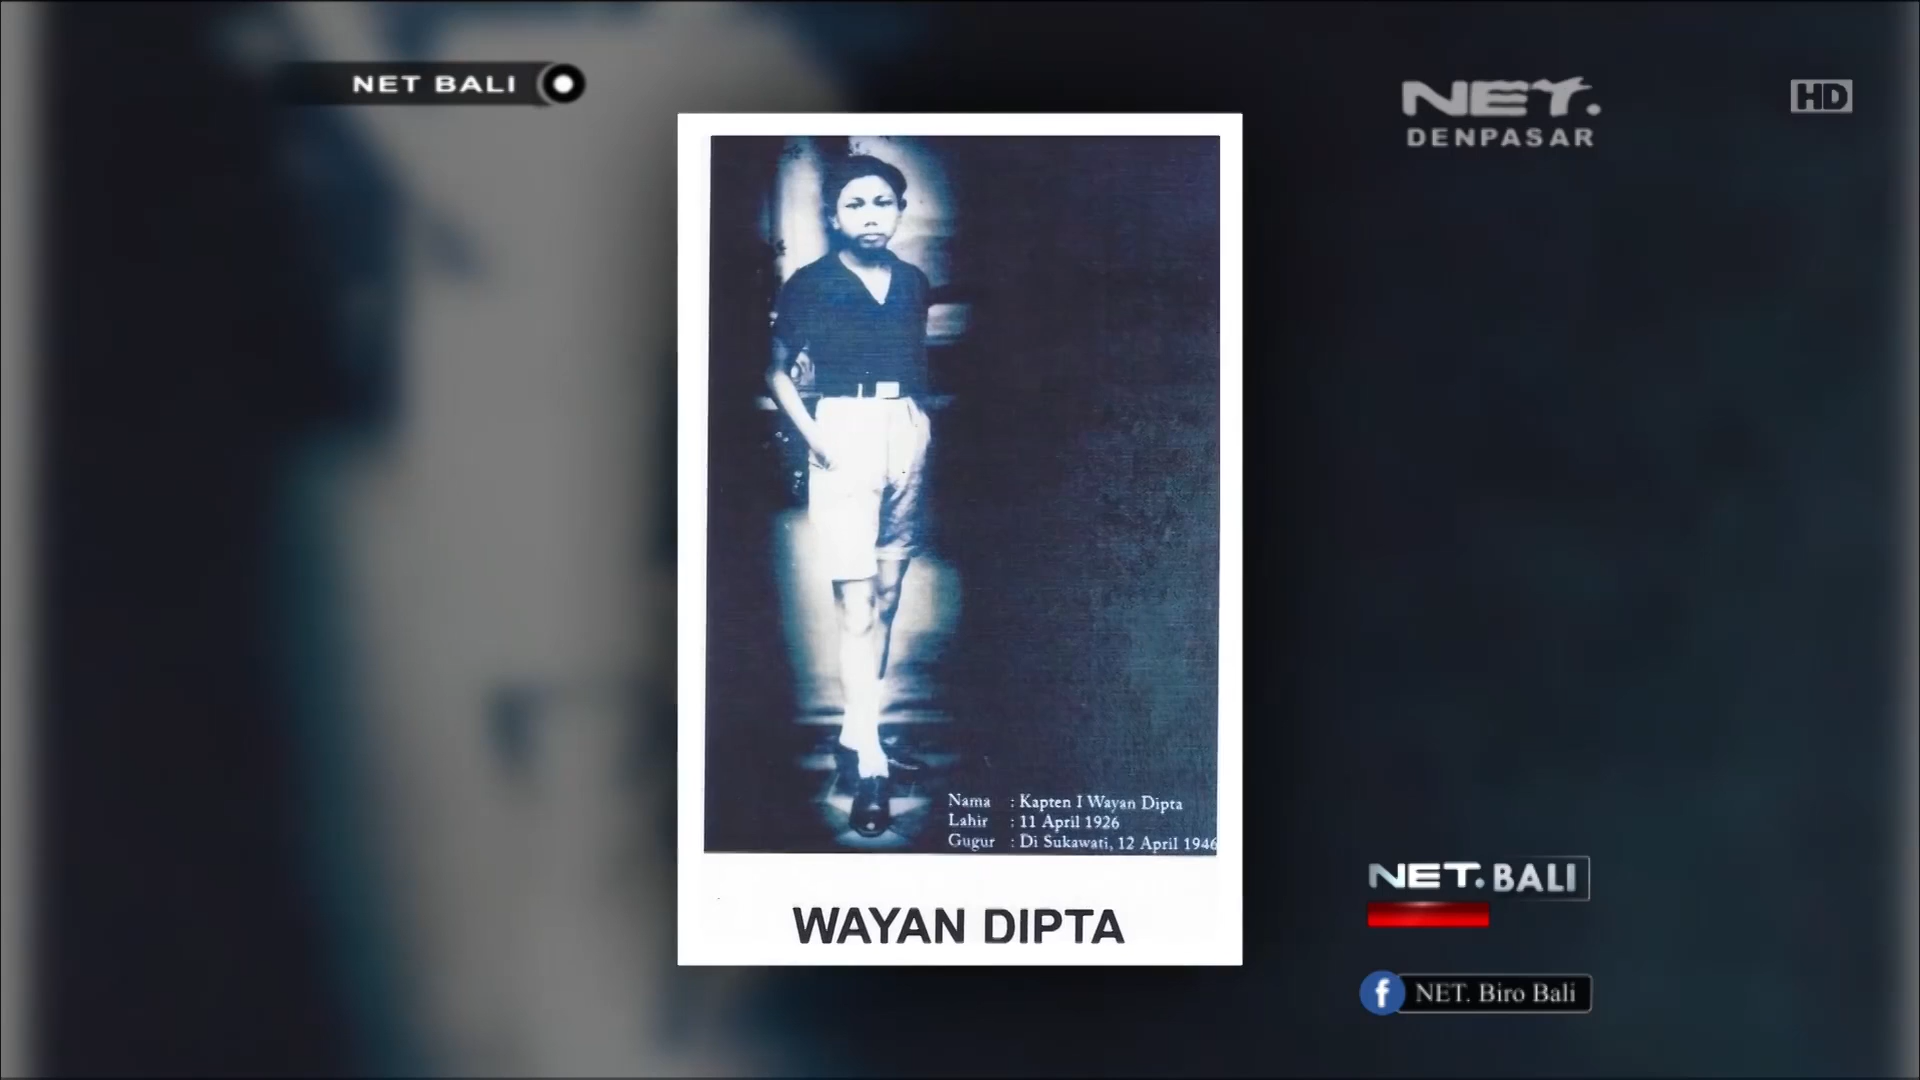 NET BALI
NET.
DENPASAR
HD
Nama : Kapten I Wayan Dipta
Lahir : 11 April 1926
Gugur : Di Sukawati, 12 April 1946
WAYAN DIPTA
NET. BALI
f NET. Biro Bali